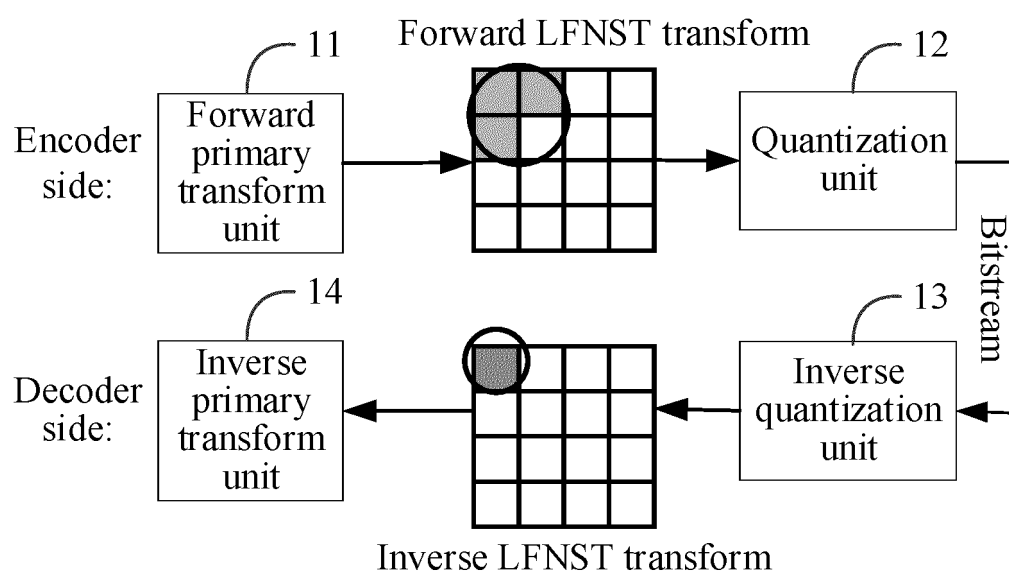 Forward LFNST transform
11
12
Encoder
side:
Forward
primary
transform
unit
Quantization
unit
Bitstream
14
13
Decoder
side:
Inverse
primary
transform
unit
Inverse
quantization
unit
Inverse LFNST transform